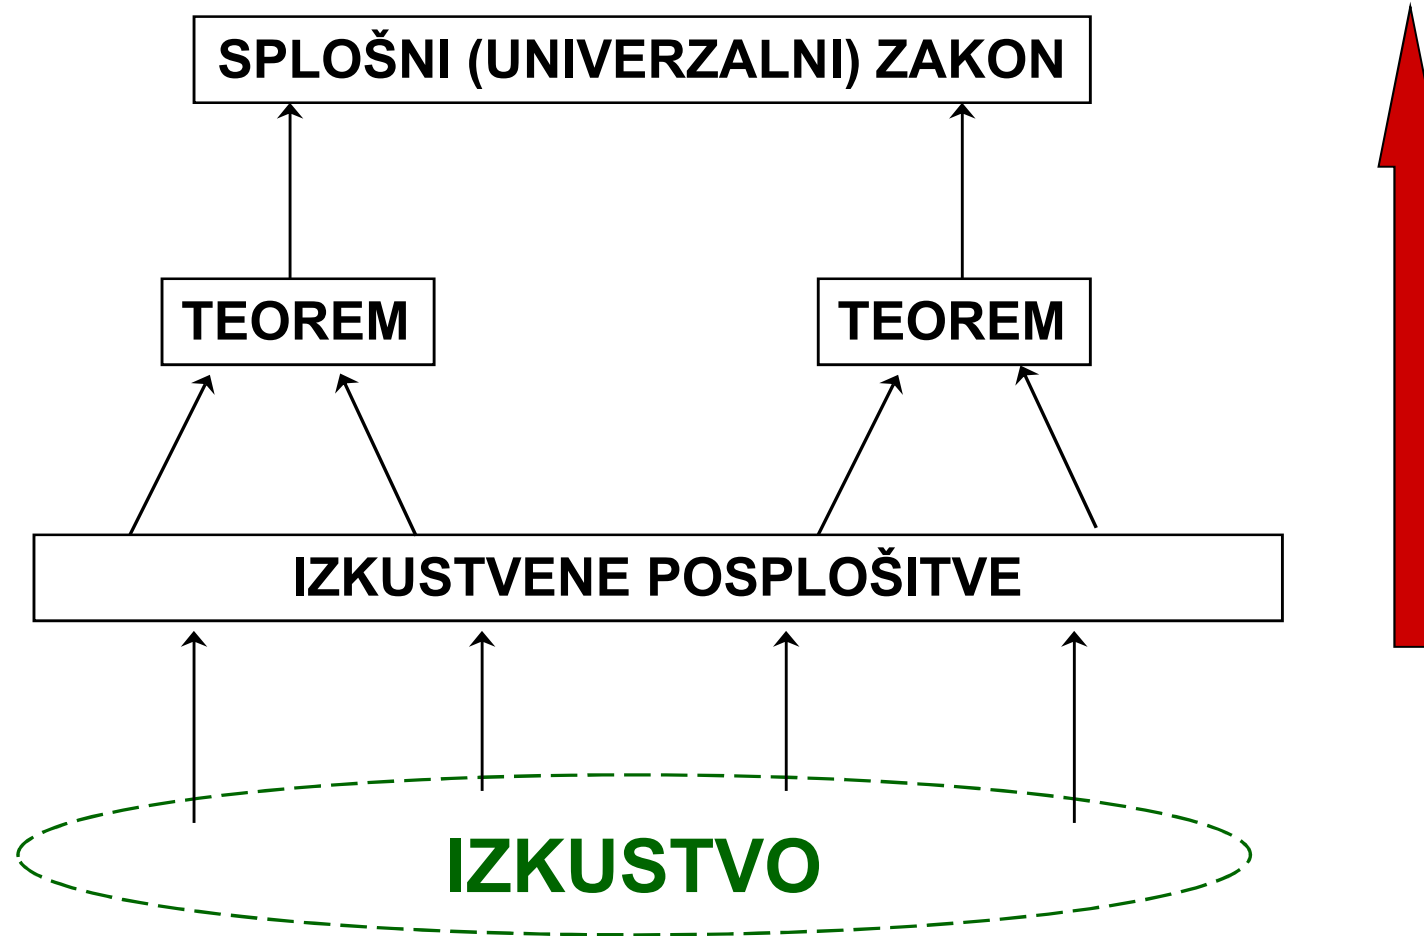 SPLOŠNI (UNIVERZALNI) ZAKON
TEOREM
TEOREM
IZKUSTVENE POSPLOŠITVE
IZKUSTVO